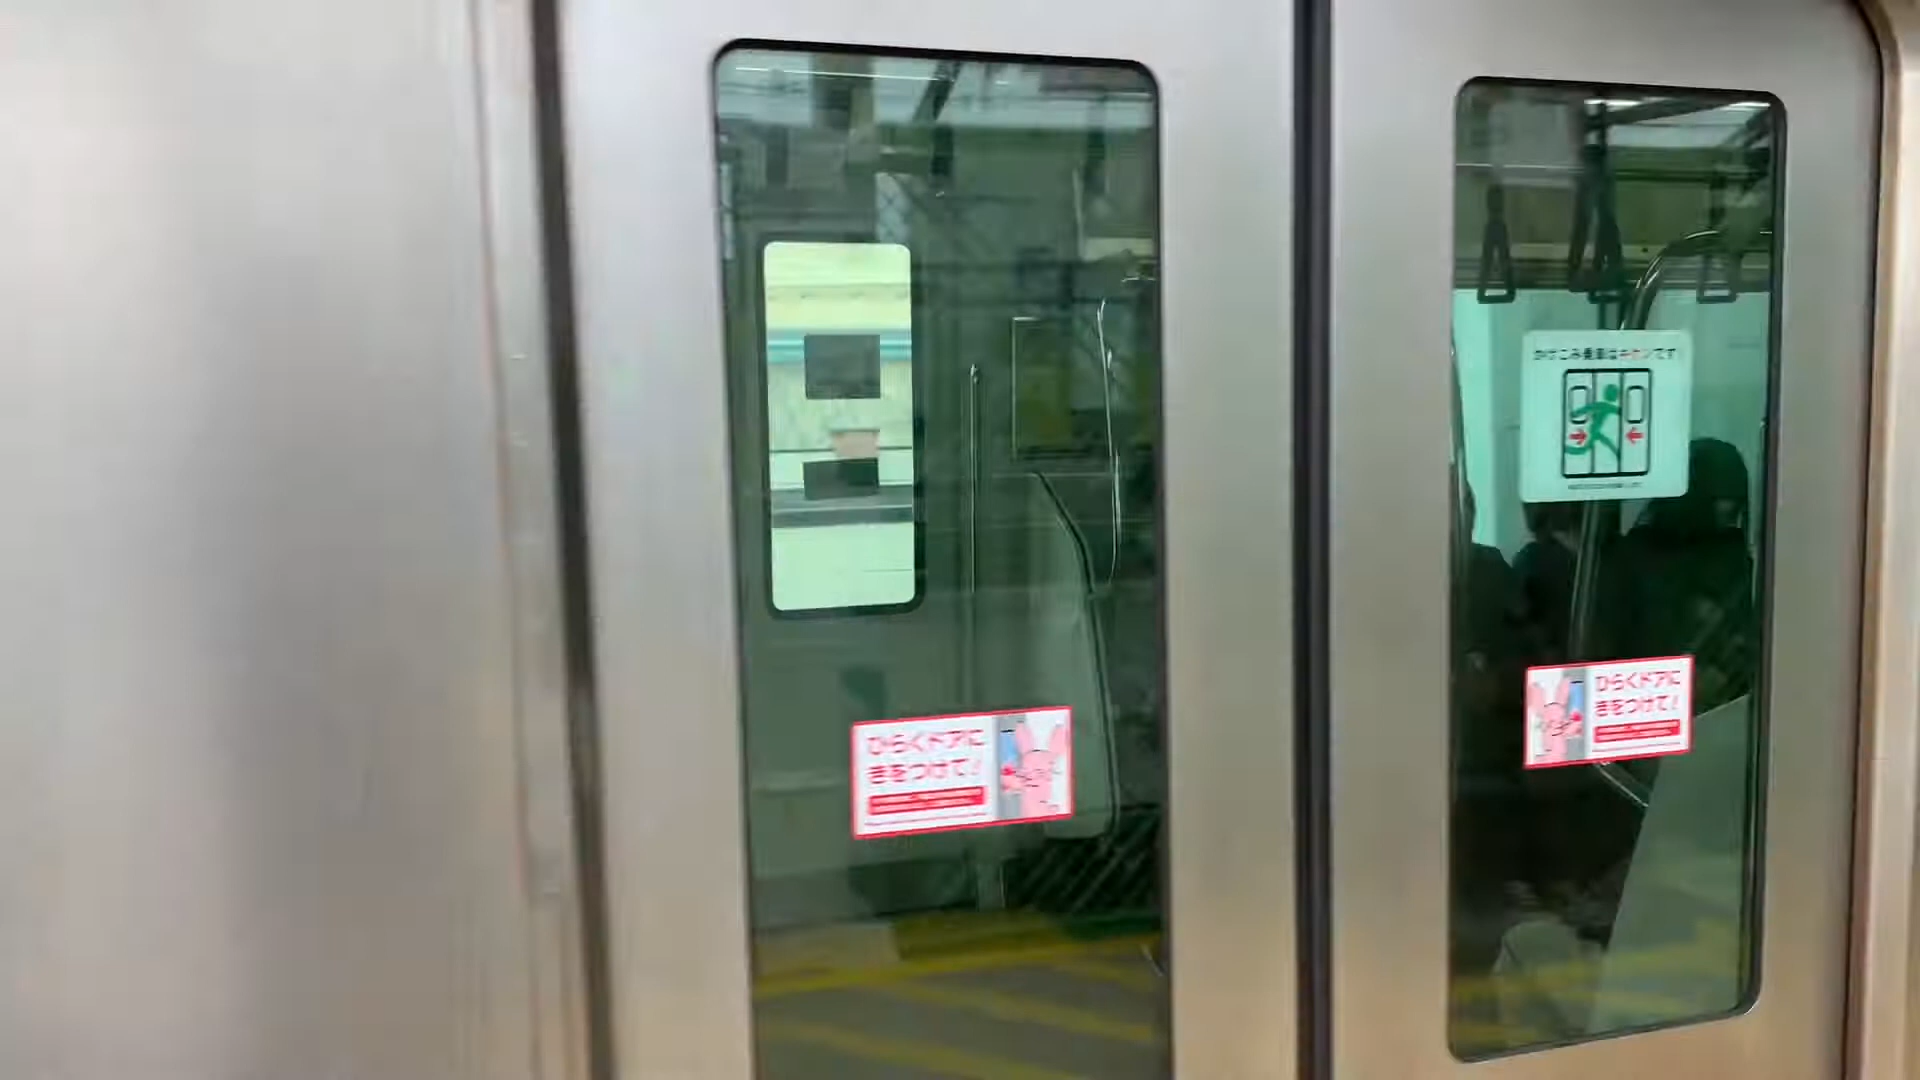 かけこみ乗車はキケンです!
ひらくドアに
きをつけて!
ひらくドアに
きをつけて!